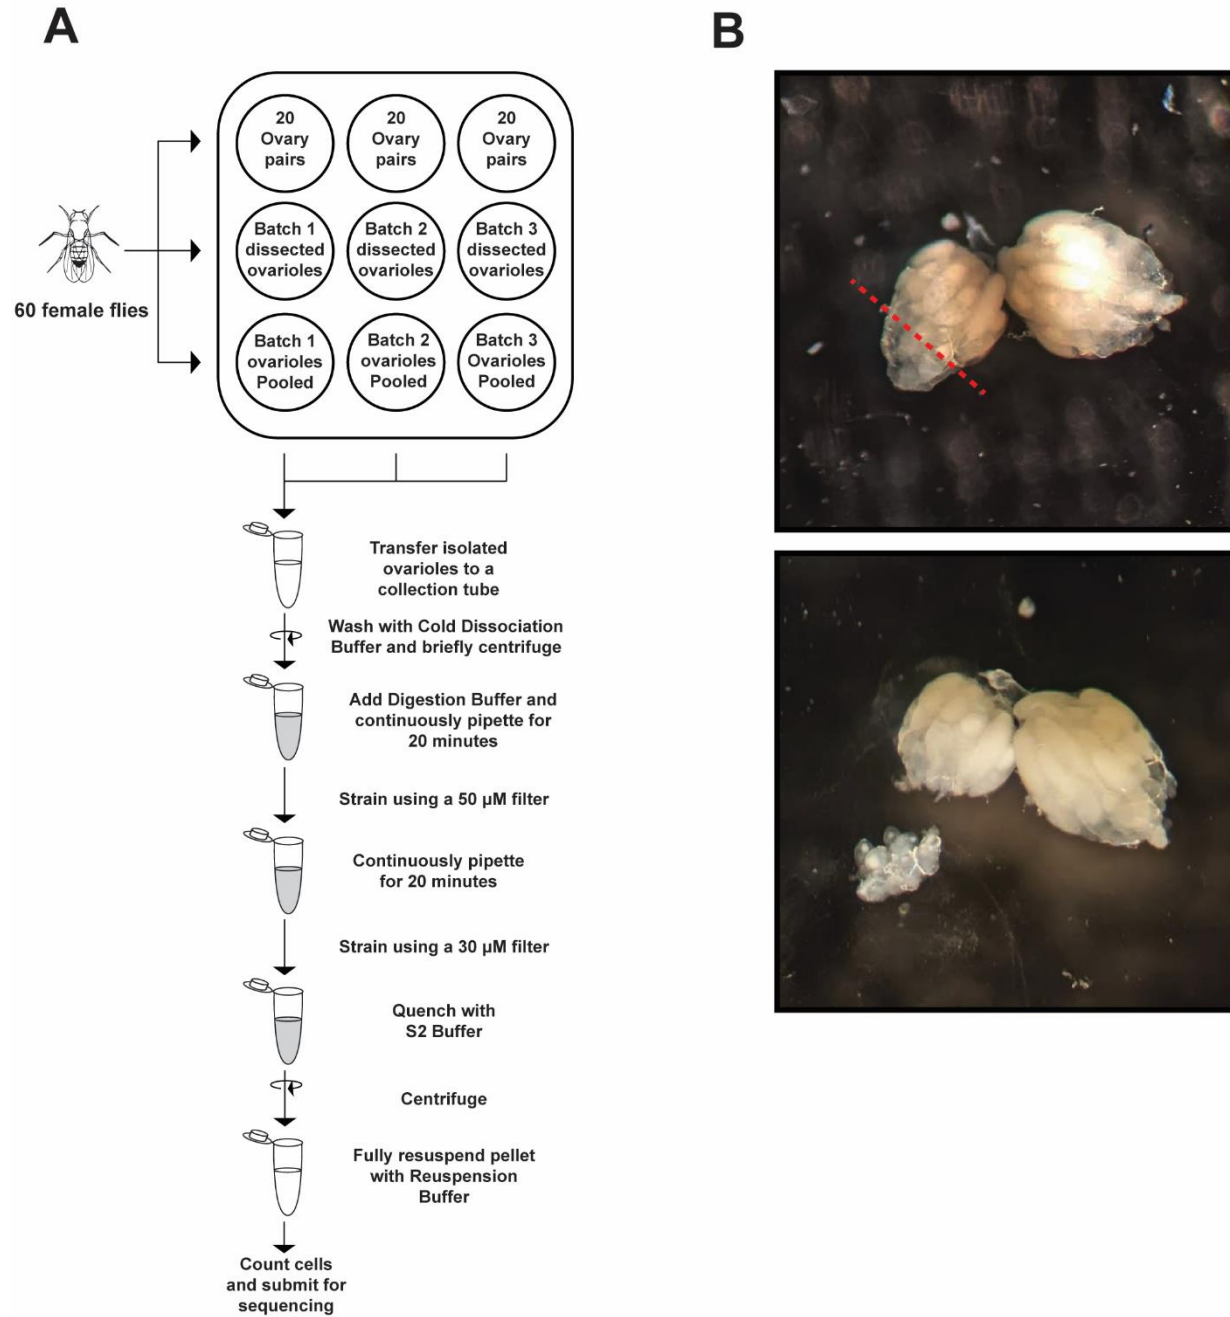 A
B
20
Ovary
pairs
20
Ovary
pairs
20
Ovary
pairs
Batch 1
dissected
ovarioles
Batch 2
dissected
ovarioles
Batch 3
dissected
ovarioles
60 female flies
Batch 1
ovarioles
Pooled
Batch 2
ovarioles
Pooled
Batch 3
Ovarioles
Pooled
Transfer isolated
ovarioles to a
collection tube
Wash with Cold Dissociation
Buffer and briefly centrifuge
Add Digestion Buffer and
continuously pipette for
20 minutes
Strain using a 50 µM filter
Continuously pipette
for 20 minutes
Strain using a 30 µM filter
Quench with
S2 Buffer
Centrifuge
Fully resuspend pellet
with Reuspension
Buffer
Count cells
and submit for
sequencing